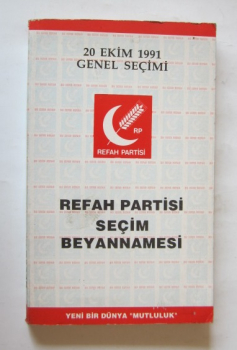 20 EKİM 1991
GENEL SEÇİMİ
RP
REFAH PARTİSİ
REFAH PARTİSİ
SEÇİM
BEYANNAMESİ
YENİ BİR DÜNYA "MUTLULUK"